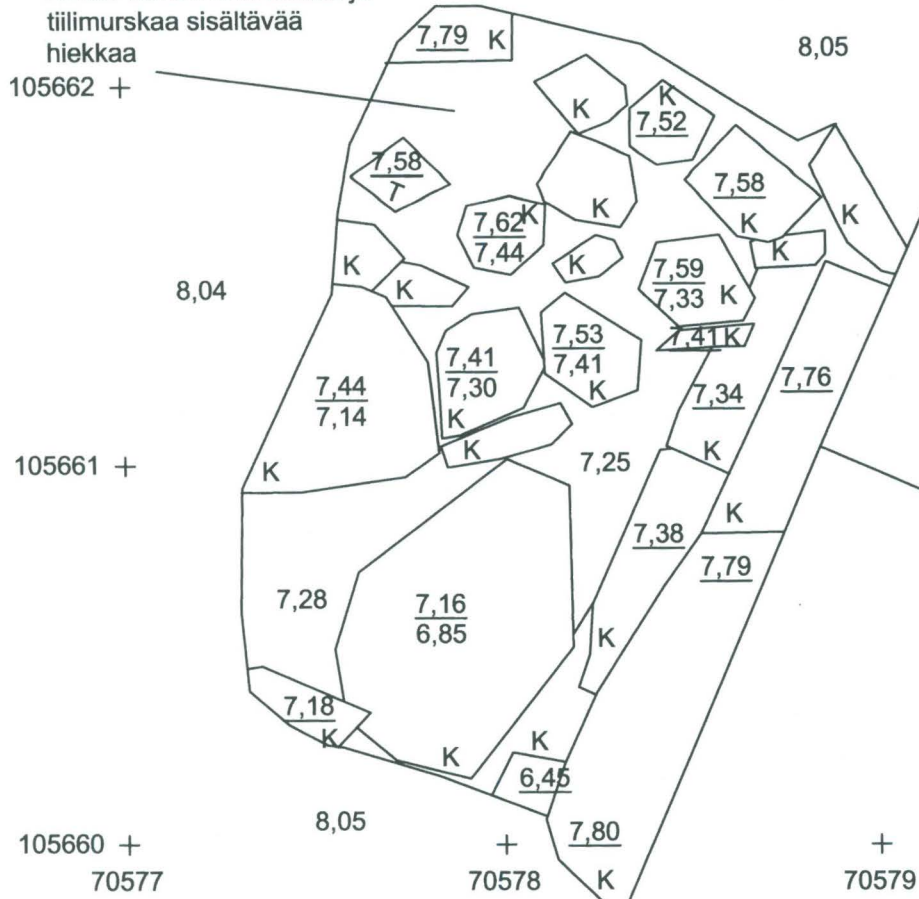 tiilimurskaa sisältävää
hiekkaa
7,79 K
8,05
105662
K
K
7,52
7,58
T
7,58
K
K
K
7,62
7,44
K
K
K
K
K
8,04
7,59
7,33
K
7,41
7,30
K
7,53
7,41
K
7,41 K
7,44
7,14
K
7,34
K
7,76
K
105661
K
7,25
7,38
K
7,79
7,28
7,16
6,85
K
7,18
K
K
6,45
8,05
7,80
K
105660
70577
70578
70579